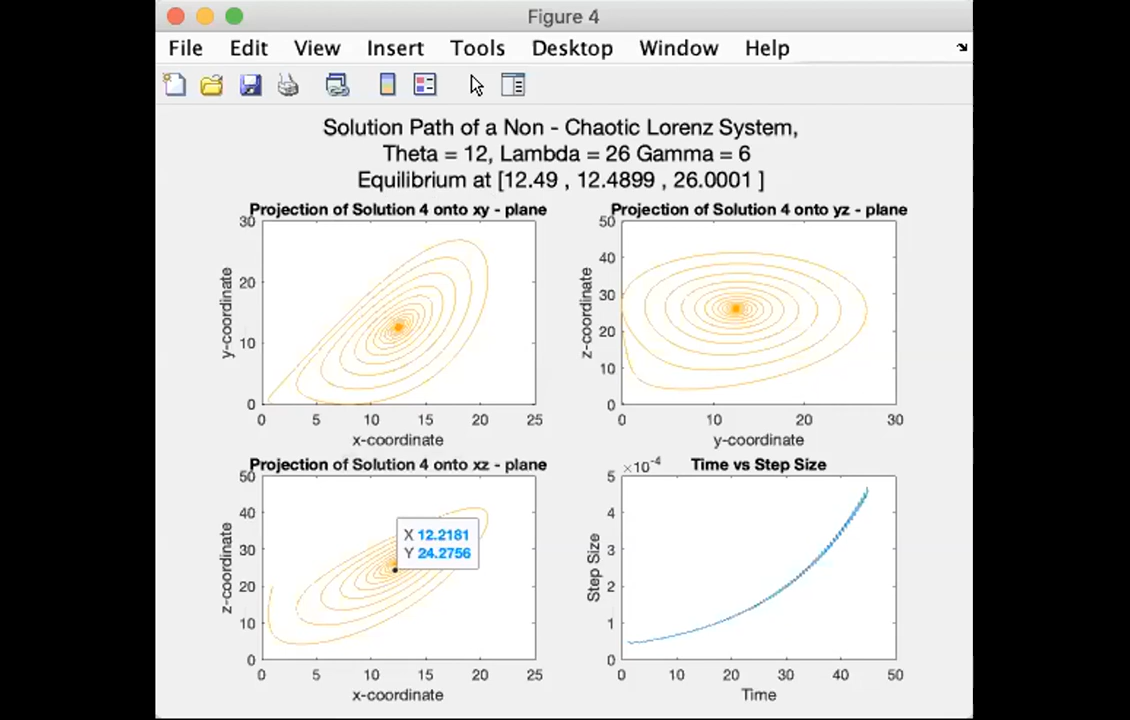 Figure 4
File Edit View Insert Tools Desktop Window Help
Solution Path of a Non - Chaotic Lorenz System,
Theta = 12, Lambda = 26 Gamma = 6
Equilibrium at [12.49 , 12.4899 , 26.0001 ]
Projection of Solution 4 onto xy - plane
30
20
10
0
y-coordinate
0 5 10 15 20 25
x-coordinate
Projection of Solution 4 onto yz - plane
50
40
30
20
10
0
z-coordinate
0 10 20 30
y-coordinate
Projection of Solution 4 onto xz - plane
50
40
30
20
10
0
z-coordinate
X 12.2181
Y 24.2756
0 5 10 15 20 25
x-coordinate
Time vs Step Size
×10-4
5
4
3
2
1
0
Step Size
0 10 20 30 40 50
Time